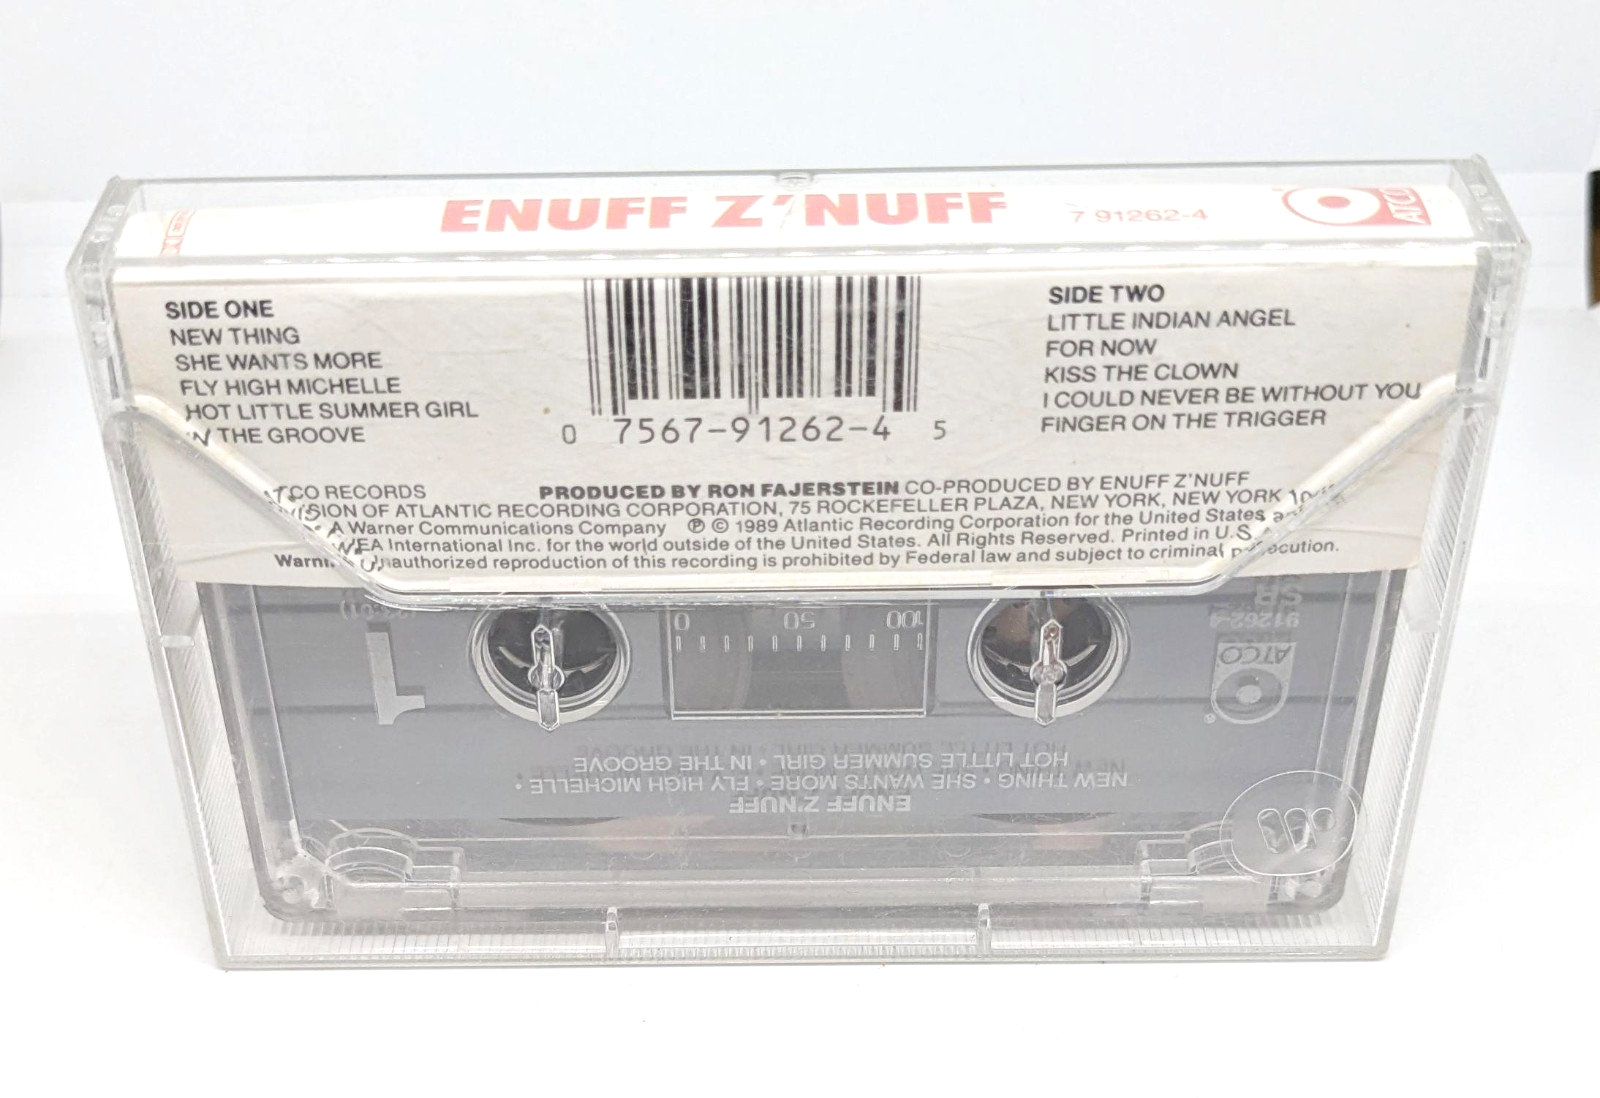 ENUFF Z'NUFF
7 91262-4
ATCO
SIDE ONE
NEW THING
SHE WANTS MORE
FLY HIGH MICHELLE
HOT LITTLE SUMMER GIRL
IN THE GROOVE
0 7567-91262-4 5
SIDE TWO
LITTLE INDIAN ANGEL
FOR NOW
KISS THE CLOWN
I COULD NEVER BE WITHOUT YOU
FINGER ON THE TRIGGER
ATCO RECORDS
PRODUCED BY RON FAJERSTEIN CO-PRODUCED BY ENUFF Z'NUFF
DIVISION OF ATLANTIC RECORDING CORPORATION, 75 ROCKEFELLER PLAZA, NEW YORK, NEW YORK
A Warner Communications Company ℗ © 1989 Atlantic Recording Corporation for the United States and
WEA International Inc. for the world outside of the United States. All Rights Reserved. Printed in U.S.A.
Warning: Unauthorized reproduction of this recording is prohibited by Federal law and subject to criminal prosecution.
0 50 100
1
91262-4
ATCO
®
ENUFF Z'NUFF
NEW THING • SHE WANTS MORE • FLY HIGH MICHELLE •
HOT LITTLE SUMMER GIRL • IN THE GROOVE